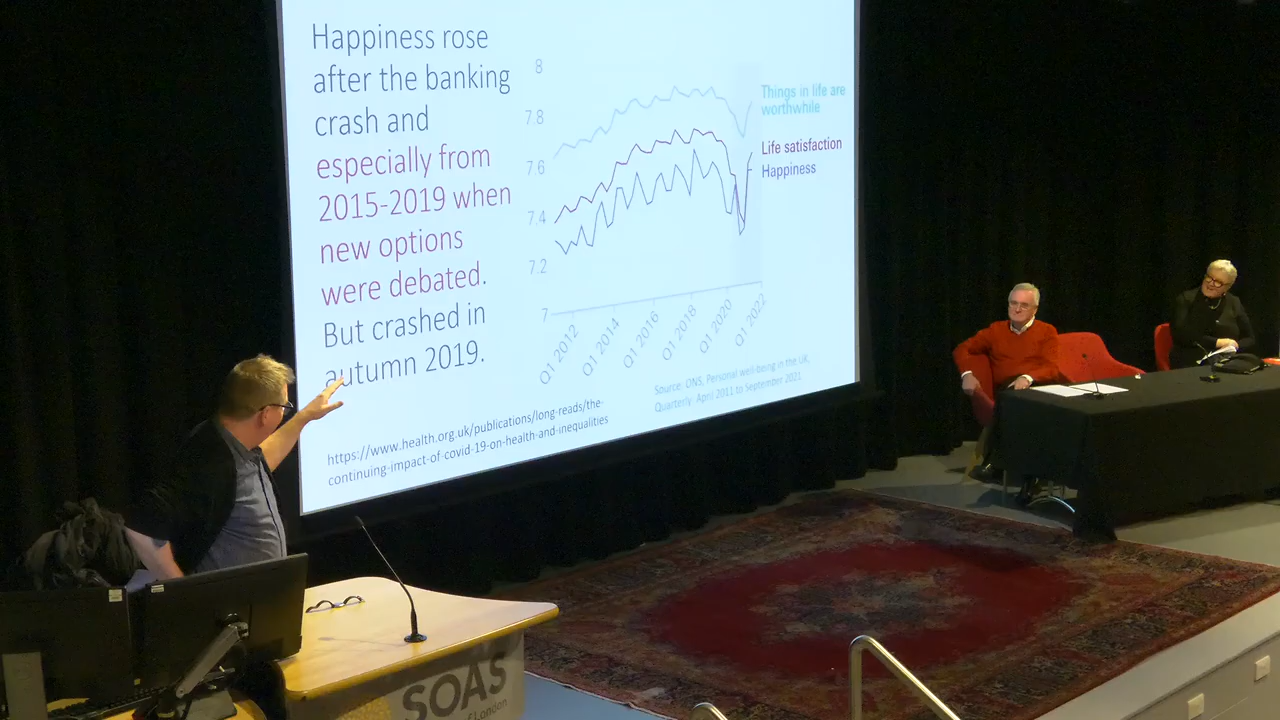 Happiness rose
after the banking
crash and
especially from
2015-2019 when
new options
were debated.
But crashed in
autumn 2019.
8
7.8
7.6
7.4
7.2
7
Q1 2012
Q1 2014
Q1 2016
Q1 2018
Q1 2020
Q1 2022
Things in life are
worthwhile
Life satisfaction
Happiness
Source: ONS, Personal well-being in the UK,
Quarterly: April 2011 to September 2021
https://www.health.org.uk/publications/long-reads/the-
continuing-impact-of-covid-19-on-health-and-inequalities
SOAS
of London